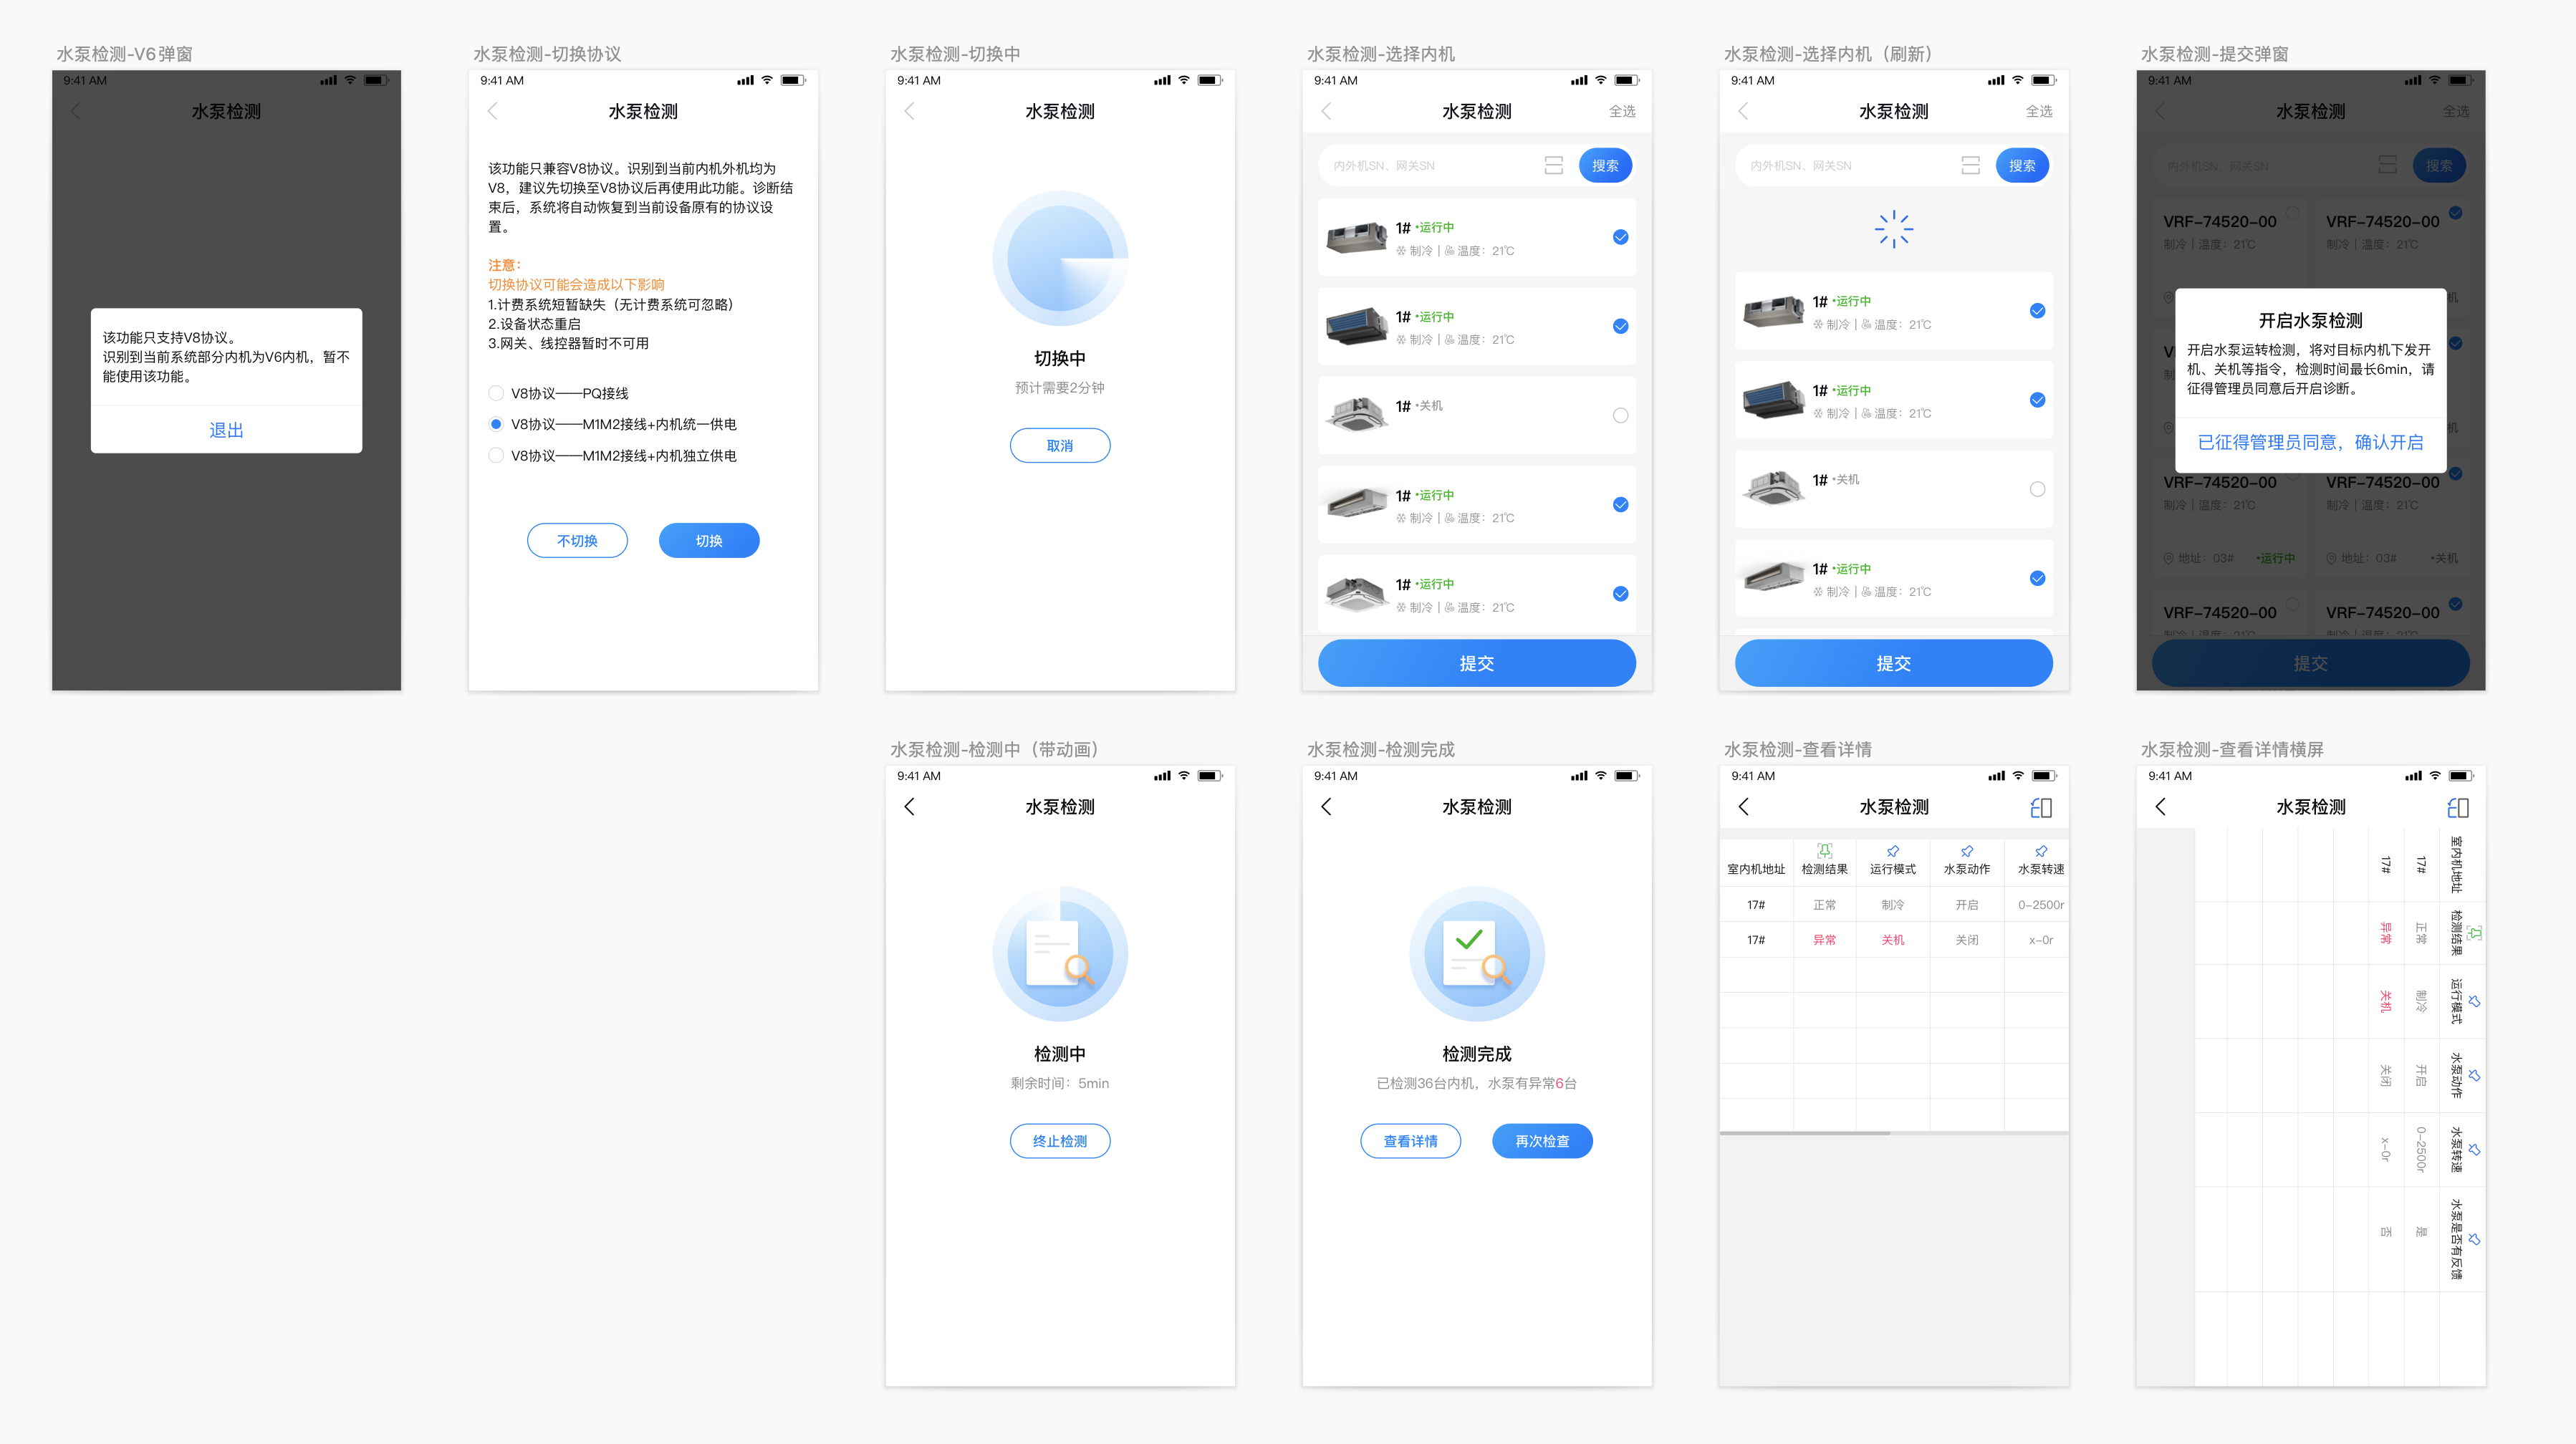 水泵检测-V6弹窗
9:41 AM
水泵检测
该功能只支持V8协议。
识别到当前系统部分内机为V6内机，暂不
能使用该功能。
退出
水泵检测-切换协议
9:41 AM
水泵检测
该功能只兼容V8协议。识别到当前内机外机均为
V8，建议先切换至V8协议后再使用此功能。诊断结
束后，系统将自动恢复到当前设备原有的协议设
置。
注意：
切换协议可能会造成以下影响
1.计费系统短暂缺失（无计费系统可忽略）
2.设备状态重启
3.网关、线控器暂时不可用
V8协议——PQ接线
V8协议——M1M2接线+内机统一供电
V8协议——M1M2接线+内机独立供电
不切换
切换
水泵检测-切换中
9:41 AM
水泵检测
切换中
预计需要2分钟
取消
水泵检测-选择内机
9:41 AM
水泵检测
全选
内外机SN、网关SN
搜索
1# •运行中
制冷 | 温度：21℃
1# •运行中
制冷 | 温度：21℃
1# •关机
1# •运行中
制冷 | 温度：21℃
1# •运行中
制冷 | 温度：21℃
提交
水泵检测-选择内机（刷新）
9:41 AM
水泵检测
全选
内外机SN、网关SN
搜索
1# •运行中
制冷 | 温度：21℃
1# •运行中
制冷 | 温度：21℃
1# •关机
1# •运行中
制冷 | 温度：21℃
提交
水泵检测-提交弹窗
9:41 AM
水泵检测
全选
内外机SN、网关SN
搜索
VRF-74520-00
VRF-74520-00
制冷 | 温度：21℃
制冷 | 温度：21℃
开启水泵检测
开启水泵运转检测，将对目标内机下发开
机、关机等指令，检测时间最长6min，请
征得管理员同意后开启诊断。
已征得管理员同意，确认开启
VRF-74520-00
VRF-74520-00
制冷 | 温度：21℃
制冷 | 温度：21℃
地址：03# •运行中
地址：03# •关机
VRF-74520-00
VRF-74520-00
提交
水泵检测-检测中（带动画）
9:41 AM
水泵检测
检测中
剩余时间：5min
终止检测
水泵检测-检测完成
9:41 AM
水泵检测
检测完成
已检测36台内机，水泵有异常6台
查看详情
再次检查
水泵检测-查看详情
9:41 AM
水泵检测
室内机地址 检测结果 运行模式 水泵动作 水泵转速
17# 正常 制冷 开启 0-2500r
17# 异常 关机 关闭 x-0r
水泵检测-查看详情横屏
9:41 AM
水泵检测
室内机地址 检测结果 运行模式 水泵动作 水泵转速 水泵是否有反馈
17# 正常 制冷 开启 0-2500r 是
17# 异常 关机 关闭 x-0r 否